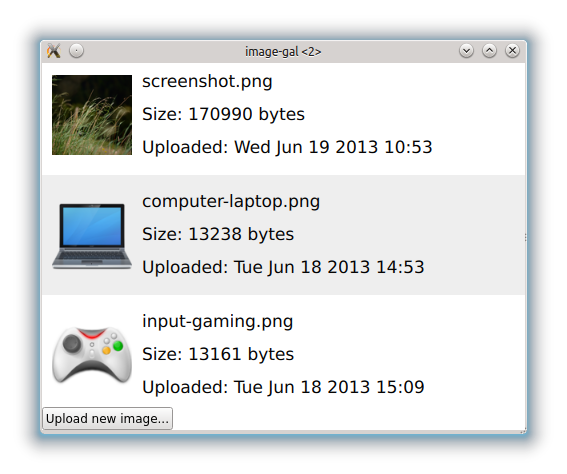 image-gal <2>
screenshot.png
Size: 170990 bytes
Uploaded: Wed Jun 19 2013 10:53
computer-laptop.png
Size: 13238 bytes
Uploaded: Tue Jun 18 2013 14:53
input-gaming.png
Size: 13161 bytes
Uploaded: Tue Jun 18 2013 15:09
Upload new image...